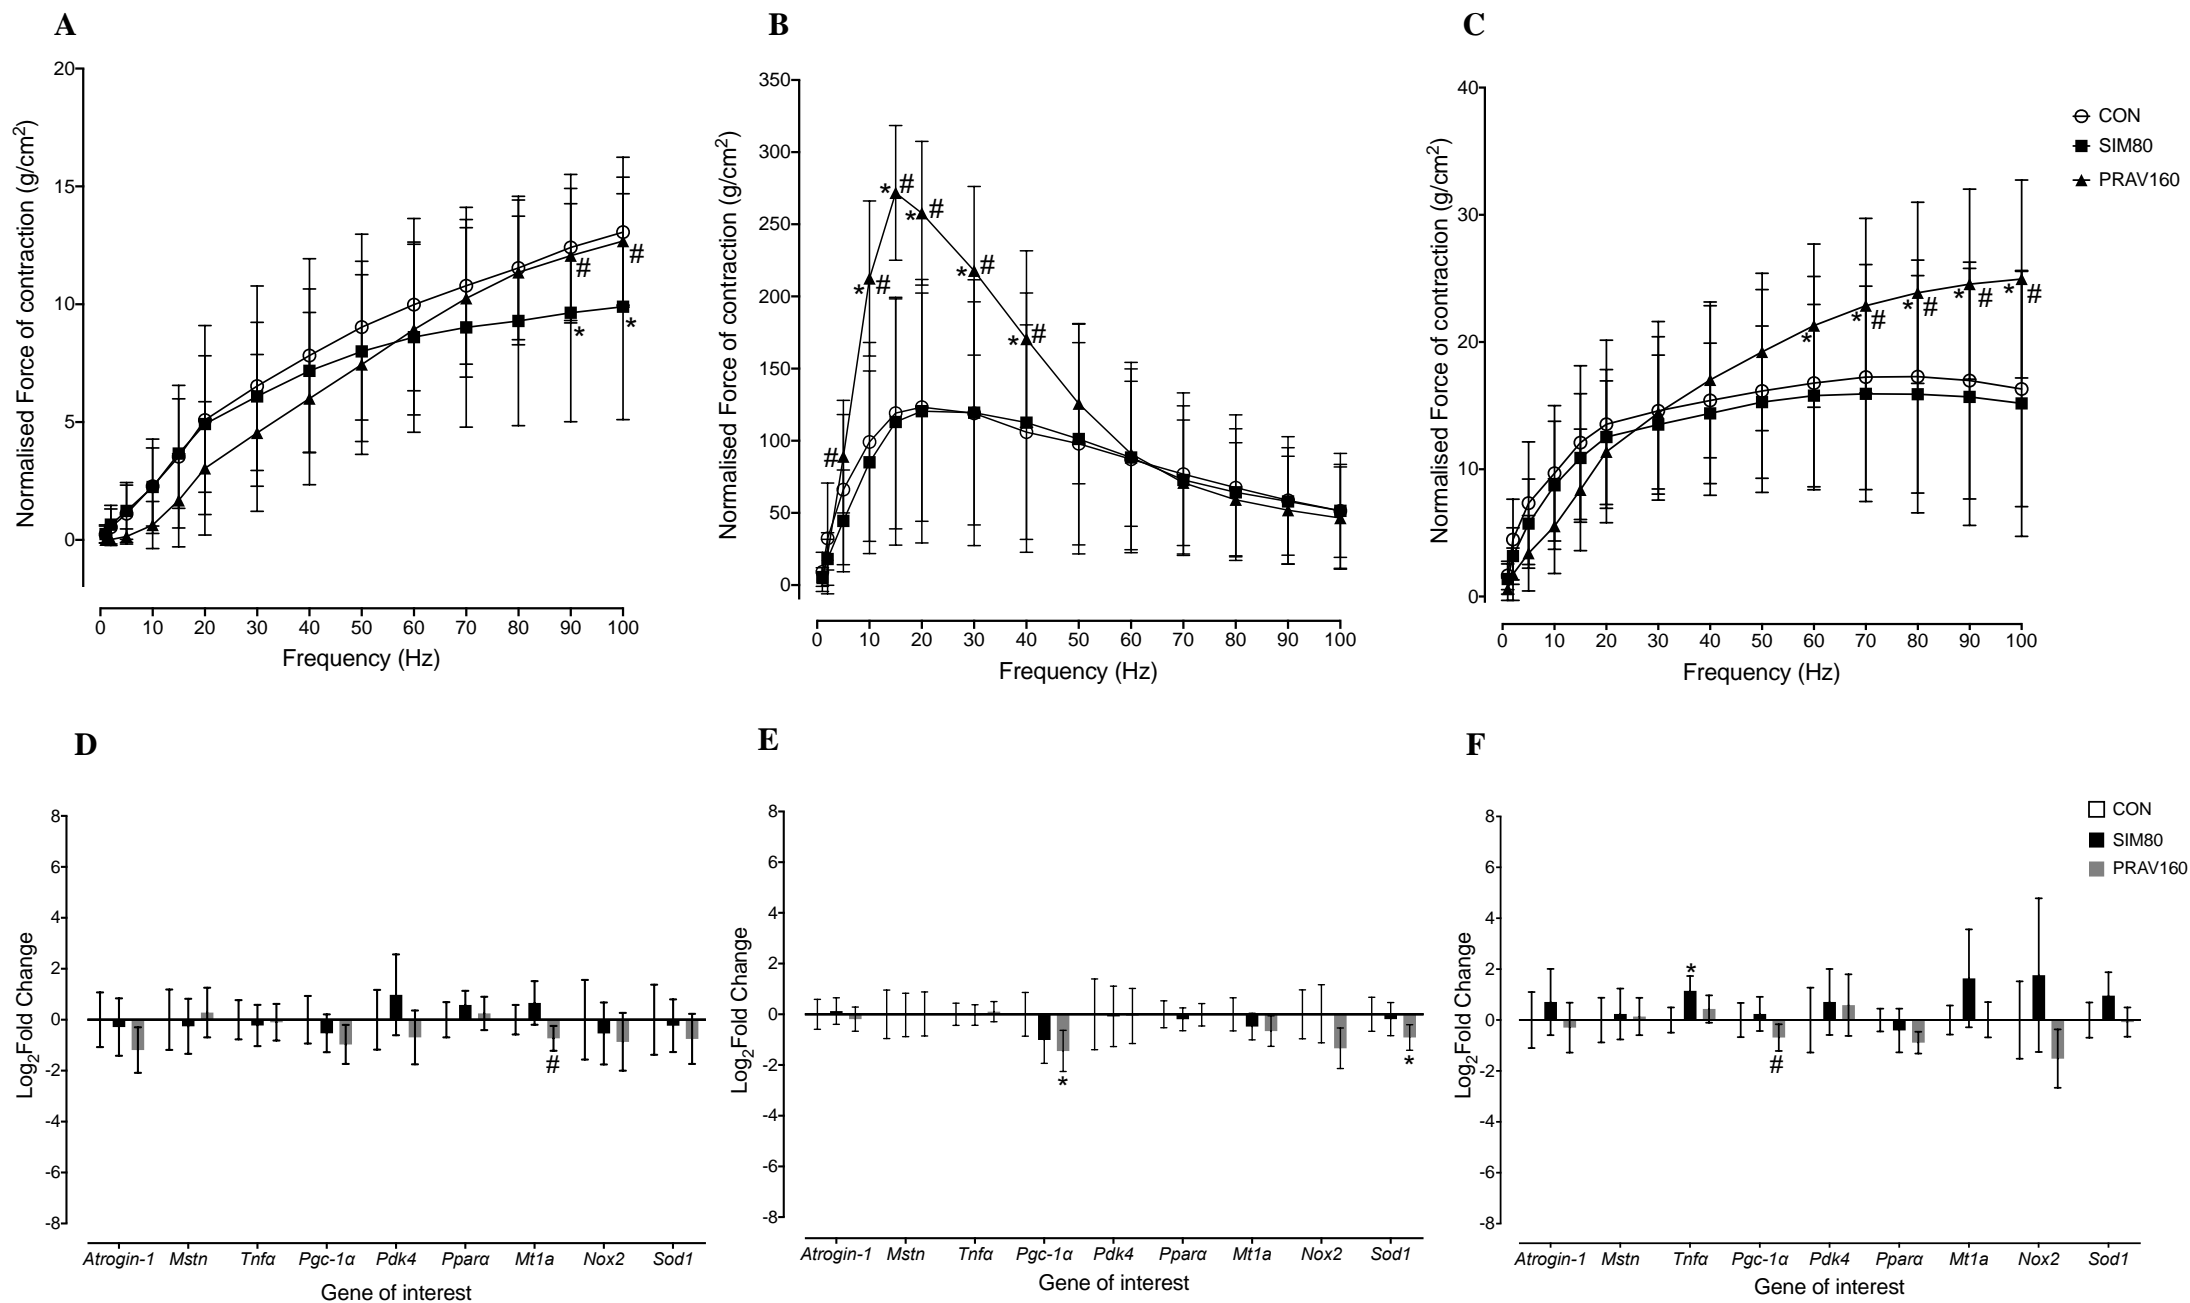 A
B
C
20
15
10
5
0
Normalised Force of contraction (g/cm²)
0 10 20 30 40 50 60 70 80 90 100
Frequency (Hz)
# #
* *
350
300
250
200
150
100
50
0
Normalised Force of contraction (g/cm²)
0 10 20 30 40 50 60 70 80 90 100
Frequency (Hz)
# *# *# *# *# *#
40
30
20
10
0
Normalised Force of contraction (g/cm²)
0 10 20 30 40 50 60 70 80 90 100
Frequency (Hz)
* *# *# *# *#
CON
SIM80
PRAV160
D
E
F
8
6
4
2
0
-2
-4
-6
-8
Log₂Fold Change
#
Atrogin-1 Mstn Tnfα Pgc-1α Pdk4 Pparα Mt1a Nox2 Sod1
Gene of interest
8
6
4
2
0
-2
-4
-6
-8
Log₂Fold Change
* *
Atrogin-1 Mstn Tnfα Pgc-1α Pdk4 Pparα Mt1a Nox2 Sod1
Gene of interest
8
6
4
2
0
-2
-4
-6
-8
Log₂Fold Change
* #
Atrogin-1 Mstn Tnfα Pgc-1α Pdk4 Pparα Mt1a Nox2 Sod1
Gene of interest
CON
SIM80
PRAV160